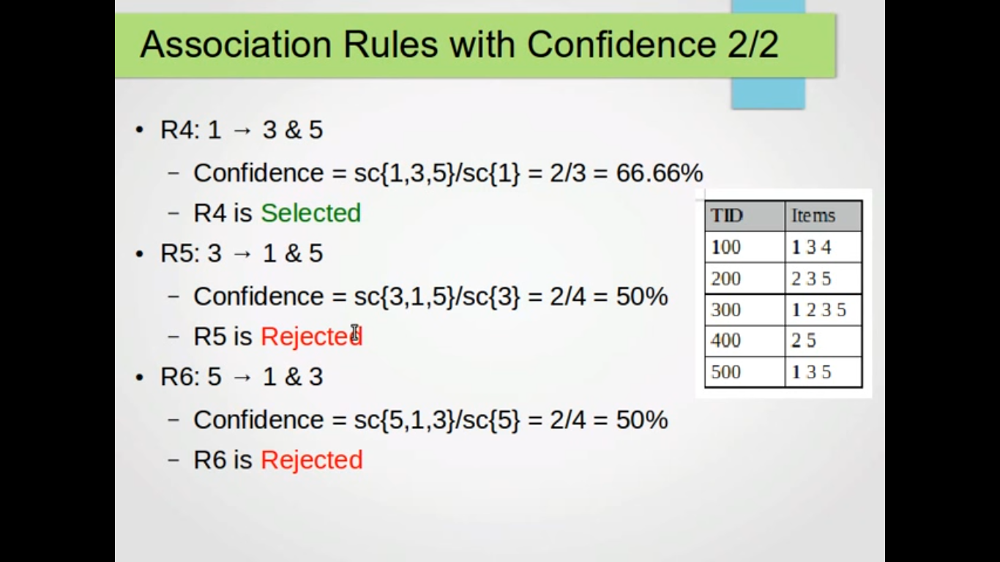 Association Rules with Confidence 2/2
• R4: 1 → 3 & 5
– Confidence = sc{1,3,5}/sc{1} = 2/3 = 66.66%
– R4 is Selected
• R5: 3 → 1 & 5
– Confidence = sc{3,1,5}/sc{3} = 2/4 = 50%
– R5 is Rejected
• R6: 5 → 1 & 3
– Confidence = sc{5,1,3}/sc{5} = 2/4 = 50%
– R6 is Rejected
TID Items
100 1 3 4
200 2 3 5
300 1 2 3 5
400 2 5
500 1 3 5